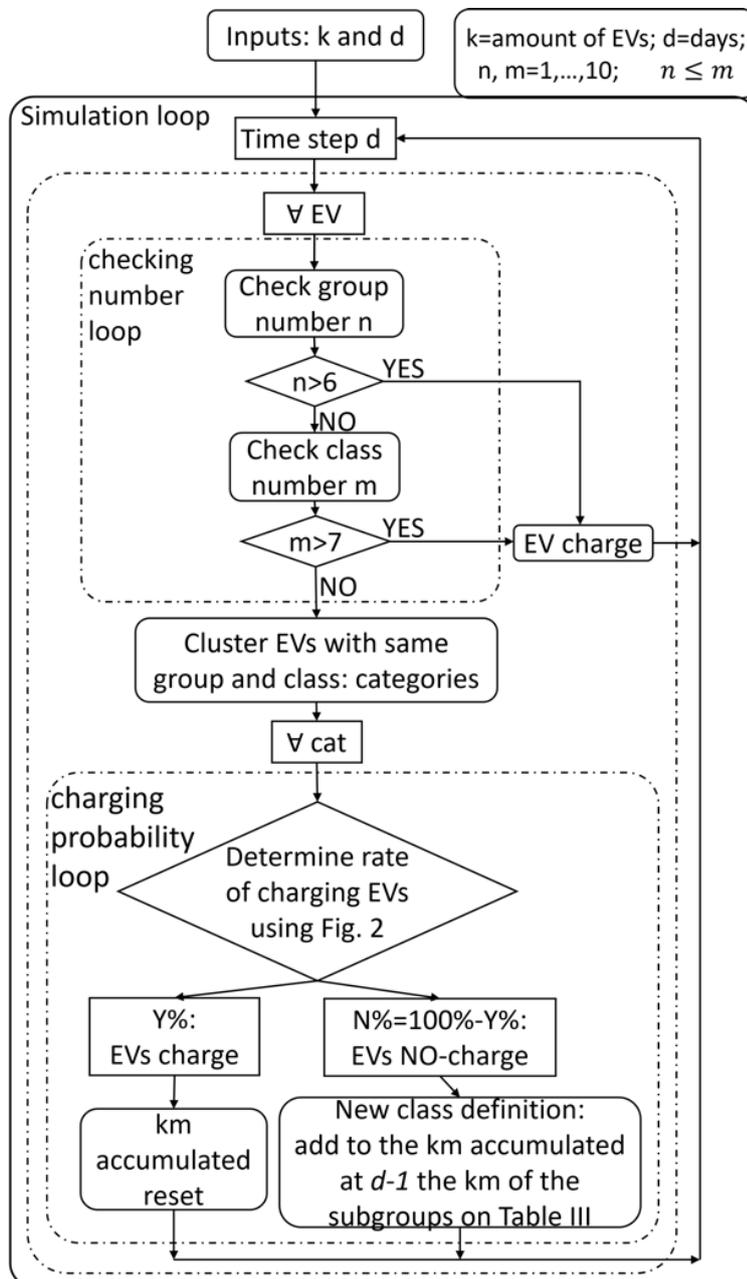 Inputs: k and d
k=amount of EVs; d=days;
n, m=1,...,10; n ≤ m
Simulation loop
Time step d
∀ EV
checking
number
loop
Check group
number n
n>6
YES
NO
Check class
number m
m>7
YES
EV charge
NO
Cluster EVs with same
group and class: categories
∀ cat
charging
probability
loop
Determine rate
of charging EVs
using Fig. 2
Y%:
EVs charge
N%=100%-Y%:
EVs NO-charge
km
accumulated
reset
New class definition:
add to the km accumulated
at d-1 the km of the
subgroups on Table III